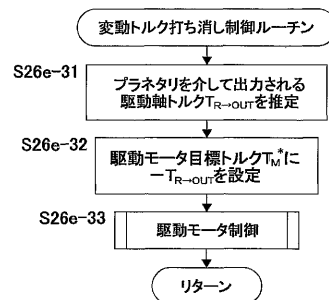 変動トルク打ち消し制御ルーチン
S26e-31
プラネタリを介して出力される
駆動軸トルクTR→OUTを推定
S26e-32
駆動モータ目標トルクTM*に
−TR→OUTを設定
S26e-33
駆動モータ制御
リターン